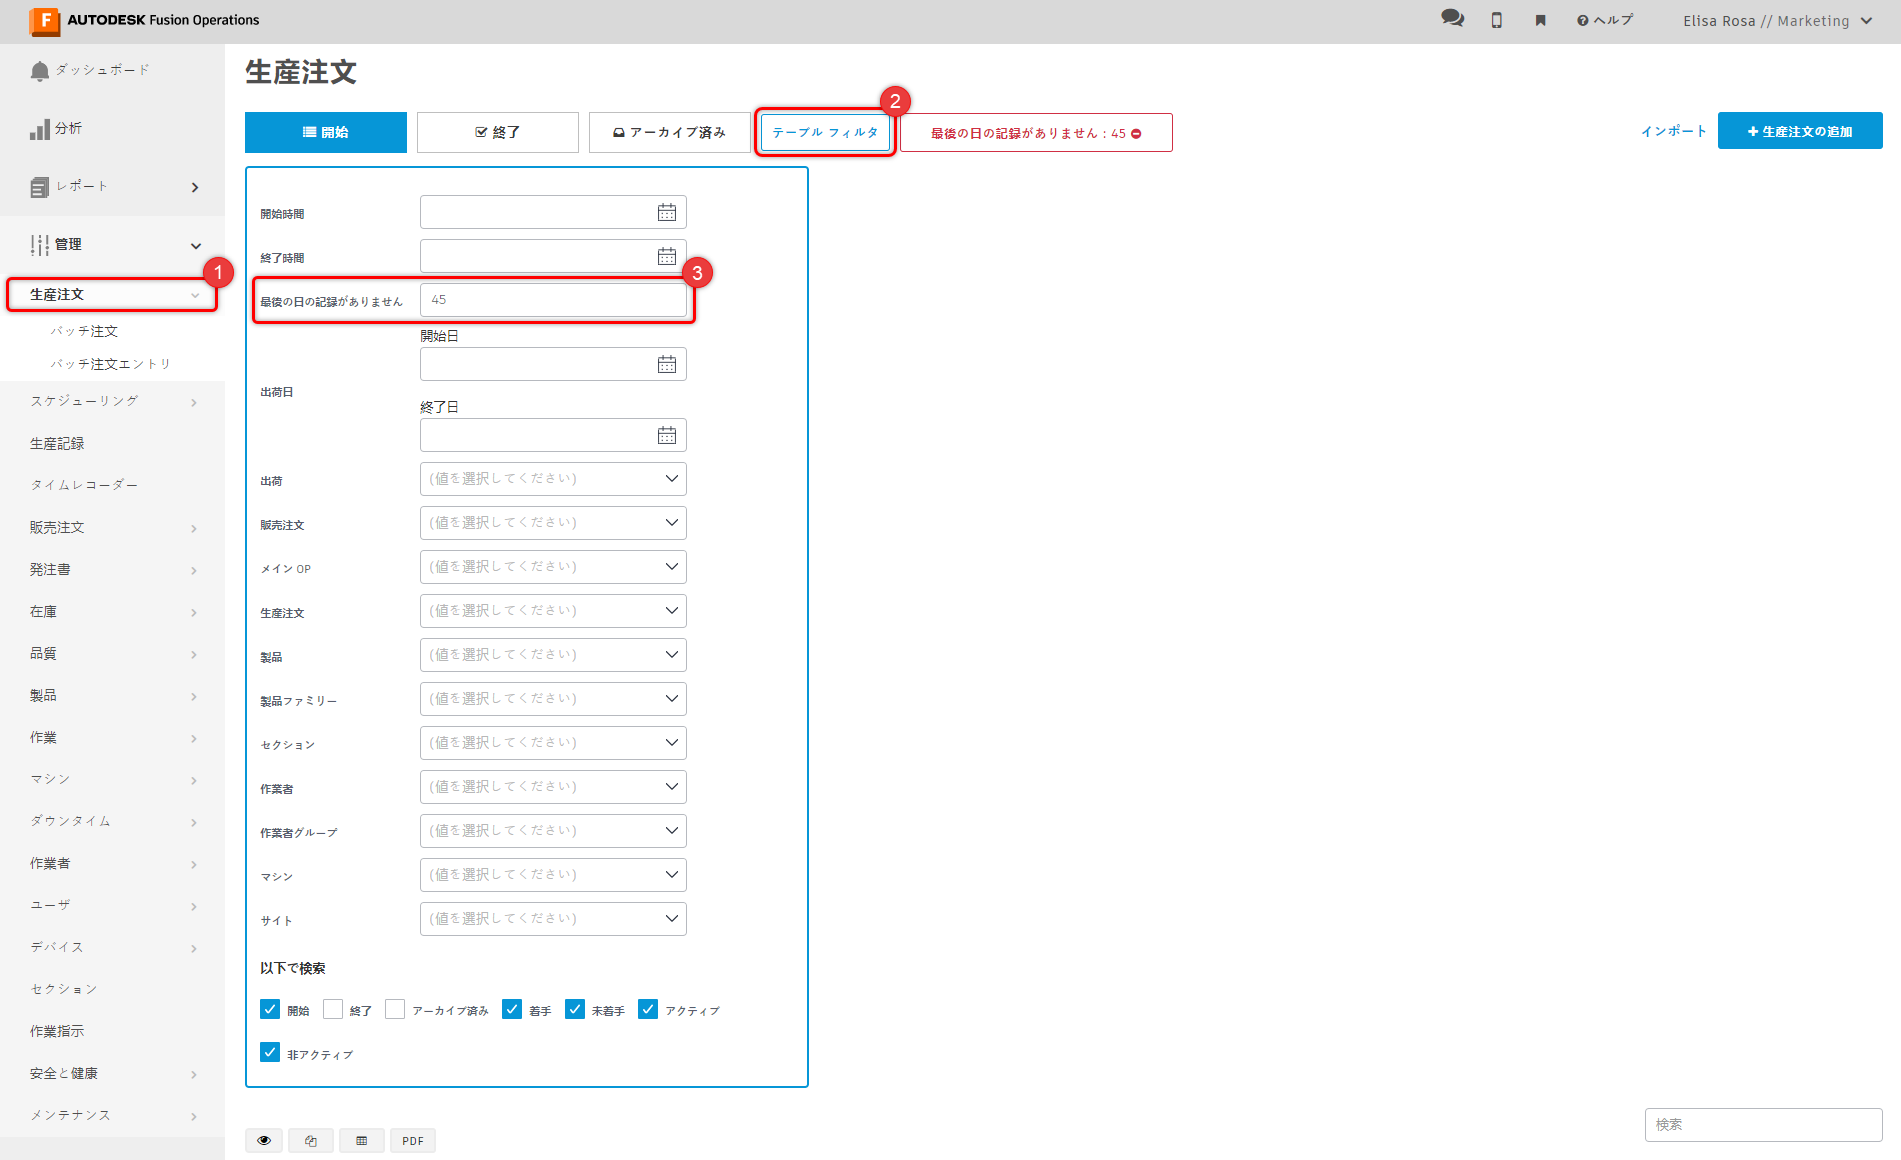 F AUTODESK Fusion Operations
ヘルプ
Elisa Rosa // Marketing
ダッシュボード
分析
レポート
管理
1
生産注文
バッチ注文
バッチ注文エントリ
スケジューリング
生産記録
タイムレコーダー
販売注文
発注書
在庫
品質
製品
作業
マシン
ダウンタイム
作業者
ユーザ
デバイス
セクション
作業指示
安全と健康
メンテナンス
生産注文
開始
終了
アーカイブ済み
テーブル フィルタ
2
最後の日の記録がありません : 45
インポート
生産注文の追加
開始時間
終了時間
3
最後の日の記録がありません 45
開始日
出荷日
終了日
出荷 (値を選択してください)
販売注文 (値を選択してください)
メイン OP (値を選択してください)
生産注文 (値を選択してください)
製品 (値を選択してください)
製品ファミリー (値を選択してください)
セクション (値を選択してください)
作業者 (値を選択してください)
作業者グループ (値を選択してください)
マシン (値を選択してください)
サイト (値を選択してください)
以下で検索
開始 終了 アーカイブ済み 着手 未着手 アクティブ
非アクティブ
PDF
検索